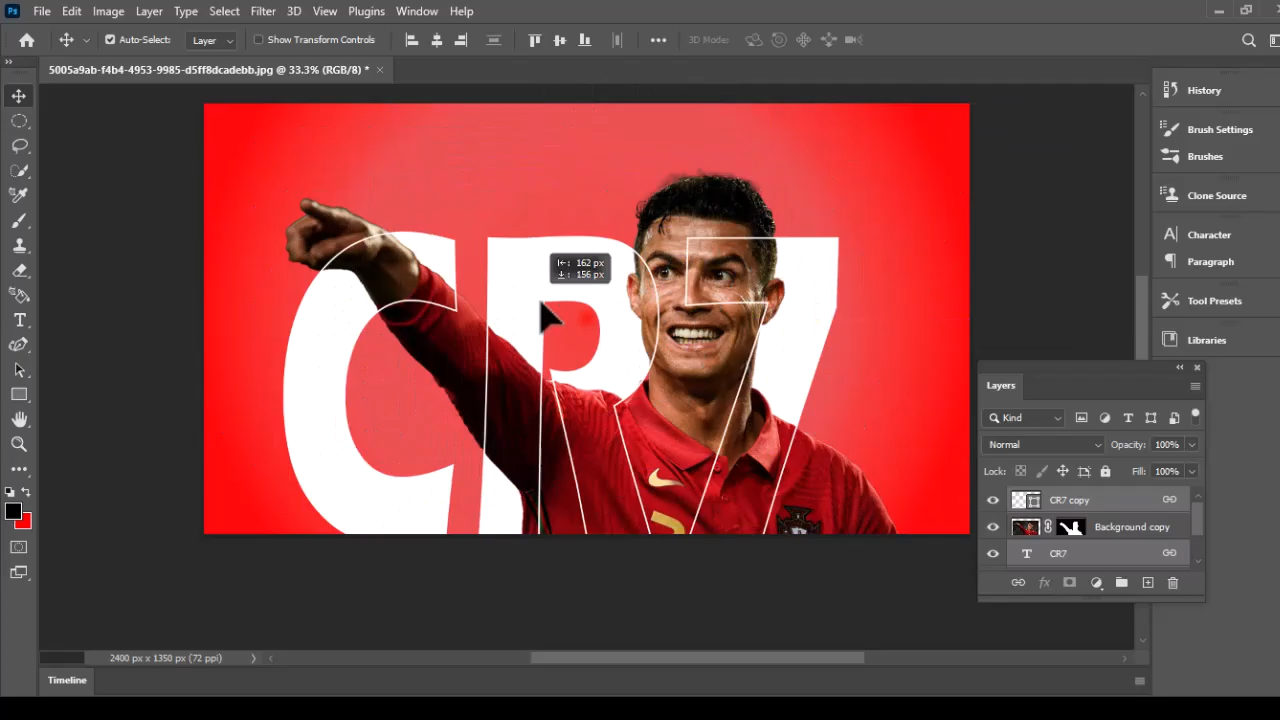 Ps File Edit Image Layer Type Select Filter 3D View Plugins Window Help
Auto-Select: Layer Show Transform Controls 3D Mode:
5005a9ab-f4b4-4953-9985-d5ff8dcadebb.jpg @ 33.3% (RGB/8) * ×
History
Brush Settings
Brushes
Clone Source
Character
Paragraph
Tool Presets
Libraries
CR7
162 px
156 px
7
Layers
Kind
Normal Opacity: 100%
Lock: Fill: 100%
CR7 copy
Background copy
T CR7
fx
2400 px x 1350 px (72 ppi)
Timeline